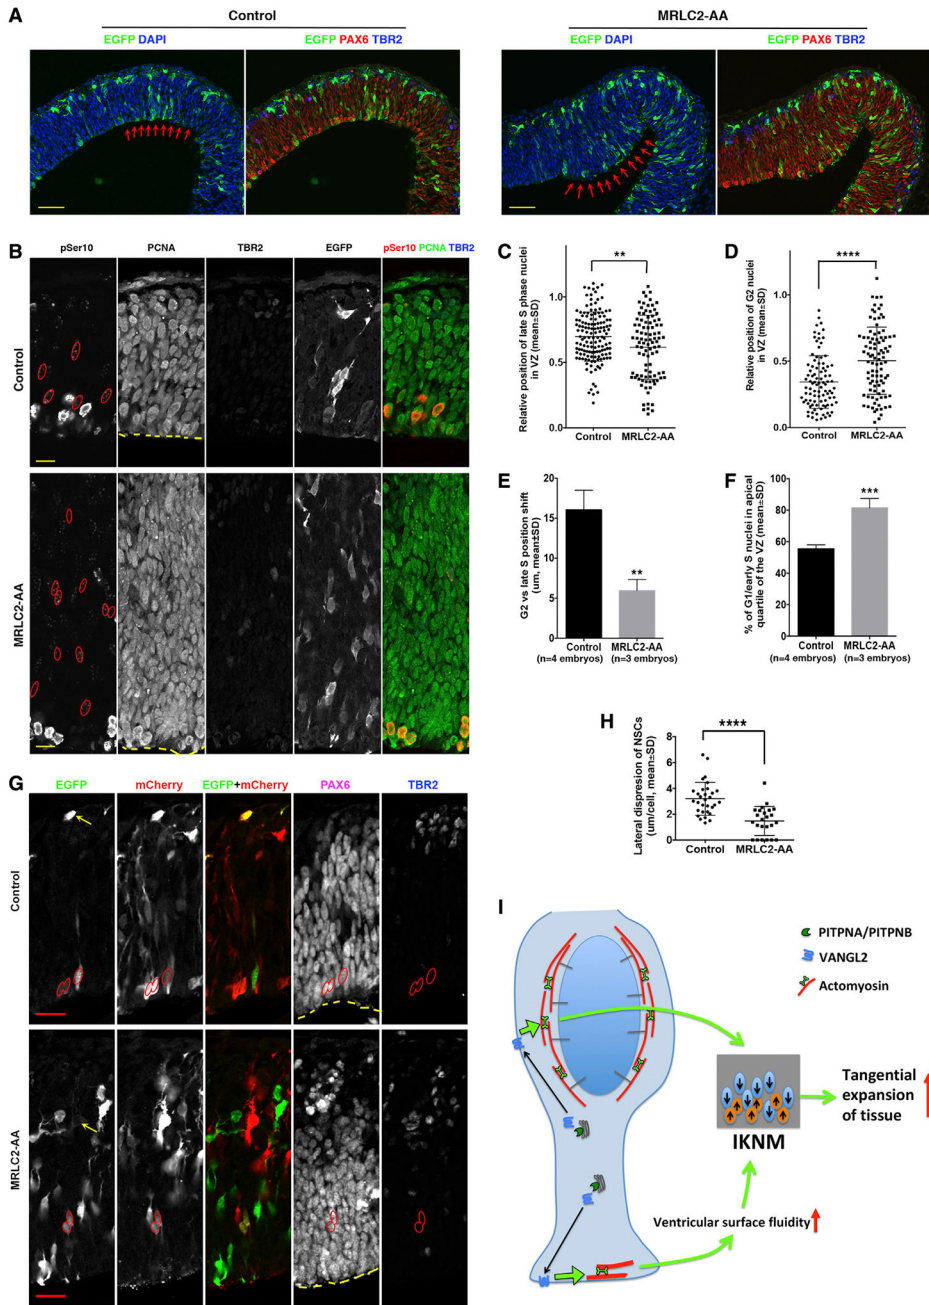 A
Control
MRLC2-AA
EGFP DAPI
EGFP PAX6 TBR2
EGFP DAPI
EGFP PAX6 TBR2
B
pSer10
PCNA
TBR2
EGFP
pSer10 PCNA TBR2
Control
MRLC2-AA
C
**
Relative position of late S phase nuclei
in VZ (mean±SD)
1.0
0.5
0.0
Control
MRLC2-AA
D
****
Relative position of G2 nuclei
in VZ (mean±SD)
1.0
0.5
0.0
Control
MRLC2-AA
E
G2 vs late S position shift
(um, mean±SD)
20
15
10
5
0
**
Control
(n=4 embryos)
MRLC2-AA
(n=3 embryos)
F
% of G1/early S nuclei in apical
quartile of the VZ (mean±SD)
100
80
60
40
20
0
***
Control
(n=4 embryos)
MRLC2-AA
(n=3 embryos)
G
EGFP
mCherry
EGFP+mCherry
PAX6
TBR2
Control
MRLC2-AA
H
****
Lateral dispresion of NSCs
(um/cell, mean±SD)
8
6
4
2
0
Control
MRLC2-AA
I
PITPNA/PITPNB
VANGL2
Actomyosin
IKNM
Tangential
expansion
of tissue
Ventricular surface fluidity